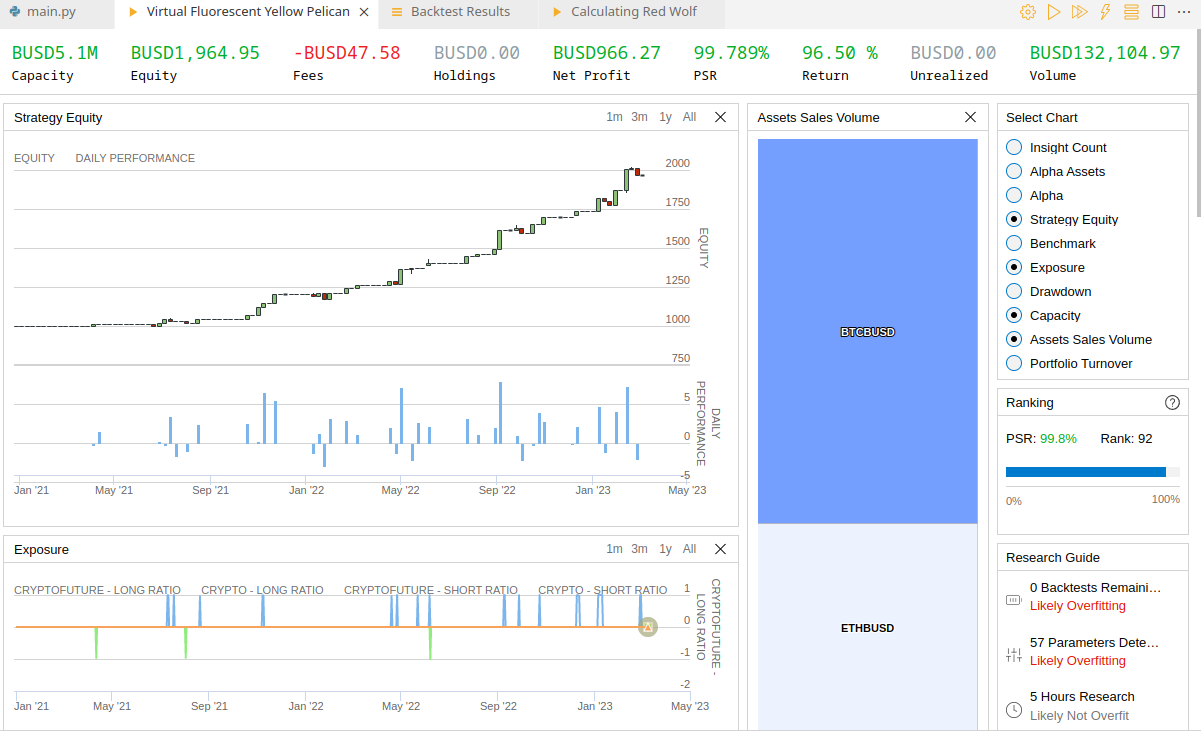 main.py
Virtual Fluorescent Yellow Pelican
Backtest Results
Calculating Red Wolf
BUSD5.1M BUSD1,964.95 -BUSD47.58 BUSD0.00 BUSD966.27 99.789% 96.50 % BUSD0.00 BUSD132,104.97
Capacity Equity Fees Holdings Net Profit PSR Return Unrealized Volume
Strategy Equity
1m 3m 1y All
EQUITY DAILY PERFORMANCE
2000
1750
1500
1250
1000
750
EQUITY
5
0
-5
DAILY
PERFORMANCE
Jan '21 May '21 Sep '21 Jan '22 May '22 Sep '22 Jan '23 May '23
Exposure
1m 3m 1y All
CRYPTOFUTURE - LONG RATIO CRYPTO - LONG RATIO CRYPTOFUTURE - SHORT RATIO CRYPTO - SHORT RATIO
1
0
-1
-2
CRYPTOFUTURE -
LONG RATIO
Jan '21 May '21 Sep '21 Jan '22 May '22 Sep '22 Jan '23 May '23
Assets Sales Volume
BTCBUSD
ETHBUSD
Select Chart
Insight Count
Alpha Assets
Alpha
Strategy Equity
Benchmark
Exposure
Drawdown
Capacity
Assets Sales Volume
Portfolio Turnover
Ranking
PSR: 99.8% Rank: 92
0% 100%
Research Guide
0 Backtests Remaini...
Likely Overfitting
57 Parameters Dete...
Likely Overfitting
5 Hours Research
Likely Not Overfit